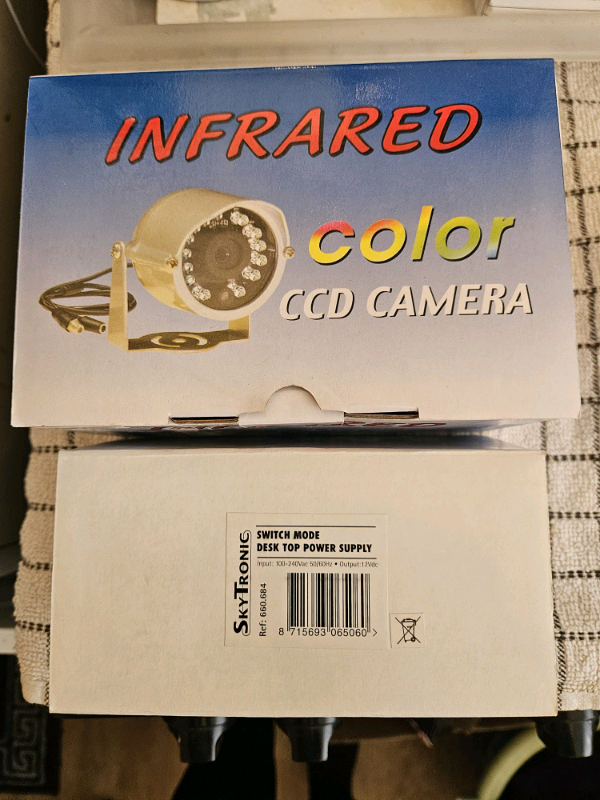 INFRARED
color
CCD CAMERA
SKYTRONIC
Ref: 660.684
SWITCH MODE
DESK TOP POWER SUPPLY
Input: 100-240Vac 50/60Hz • Output:12Vdc
8 715693 065060 >